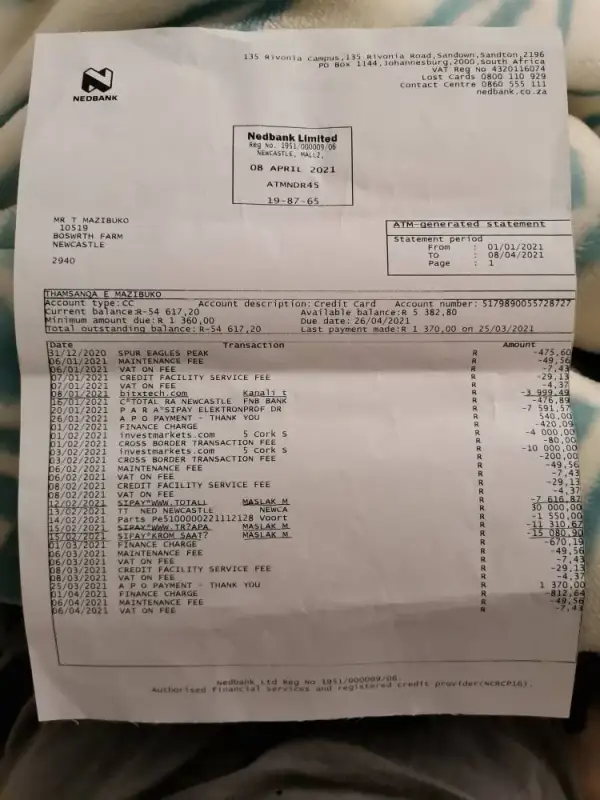 135 Rivonia Campus,135 Rivonia Road,Sandown,Sandton,2196
PO Box 1144,Johannesburg,2000,South Africa
VAT Reg No 4320116074
Lost Cards 0800 110 929
Contact Centre 0860 555 111
nedbank.co.za
NEDBANK
Nedbank Limited
Reg No. 1951/000009/06
NEWCASTLE, MALL2,
08 APRIL 2021
ATMNDR45
19-87-65
MR T MAZIBUKO
10519
BOSWRTH FARM
NEWCASTLE
2940
ATM-generated statement
Statement period
From : 01/01/2021
TO : 08/04/2021
Page : 1
THAMSANQA E MAZIBUKO
Account type:CC Account description:Credit Card Account number:5179890055728727
Current balance:R-54 617,20 Available balance:R 5 382,80
Minimum amount due:R 1 360,00 Due date:26/04/2021
Total outstanding balance:R-54 617,20 Last payment made:R 1 370,00 on 25/03/2021
Date Transaction Amount
31/12/2020 SPUR EAGLES PEAK R -475,60
06/01/2021 MAINTENANCE FEE R -49,56
06/01/2021 VAT ON FEE R -7,43
07/01/2021 CREDIT FACILITY SERVICE FEE R -29,13
07/01/2021 VAT ON FEE R -4,37
08/01/2021 bitxtech.com Kanali t R -3 999,49
16/01/2021 C*TOTAL RA NEWCASTLE FNB BANK R -476,89
20/01/2021 P A R A*SIPAY ELEKTRONPROF DR R -7 591,57
26/01/2021 A P O PAYMENT - THANK YOU R 540,00
01/02/2021 FINANCE CHARGE R -420,09
01/02/2021 investmarkets.com 5 Cork S R -4 000,00
01/02/2021 CROSS BORDER TRANSACTION FEE R -80,00
03/02/2021 investmarkets.com 5 Cork S R -10 000,00
03/02/2021 CROSS BORDER TRANSACTION FEE R -200,00
06/02/2021 MAINTENANCE FEE R -49,56
06/02/2021 VAT ON FEE R -7,43
08/02/2021 CREDIT FACILITY SERVICE FEE R -29,13
08/02/2021 VAT ON FEE R -4,37
12/02/2021 SIPAY*WWW.TOTALL MASLAK M R -7 616,87
13/02/2021 TT NED NEWCASTLE NEWCA R 30 000,00
14/02/2021 Parts Pe5100000221112128 Voort R -1 550,00
15/02/2021 SIPAY*WWW.TR?APA MASLAK M R -11 310,67
15/02/2021 SIPAY*KROM SAAT? MASLAK M R -15 080,90
01/03/2021 FINANCE CHARGE R -670,19
06/03/2021 MAINTENANCE FEE R -49,56
06/03/2021 VAT ON FEE R -7,43
08/03/2021 CREDIT FACILITY SERVICE FEE R -29,13
08/03/2021 VAT ON FEE R -4,37
25/03/2021 A P O PAYMENT - THANK YOU R 1 370,00
01/04/2021 FINANCE CHARGE R -812,64
06/04/2021 MAINTENANCE FEE R -49,56
06/04/2021 VAT ON FEE R -7,43
Nedbank Ltd Reg No 1951/000009/06
Authorised financial services and registered credit provider(NCRCP16).